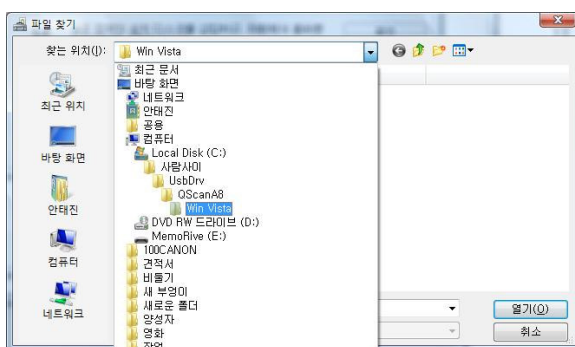 파일 찾기
찾는 위치(I):
Win Vista
최근 문서
바탕 화면
네트워크
안태진
공용
컴퓨터
Local Disk (C:)
사람사이
UsbDrv
QScanA8
Win Vista
DVD RW 드라이브 (D:)
MemoRive (E:)
100CANON
견적서
비둘기
새 부엉이
새로운 폴더
양성자
영화
작업
최근 위치
바탕 화면
안태진
컴퓨터
네트워크
열기(O)
취소